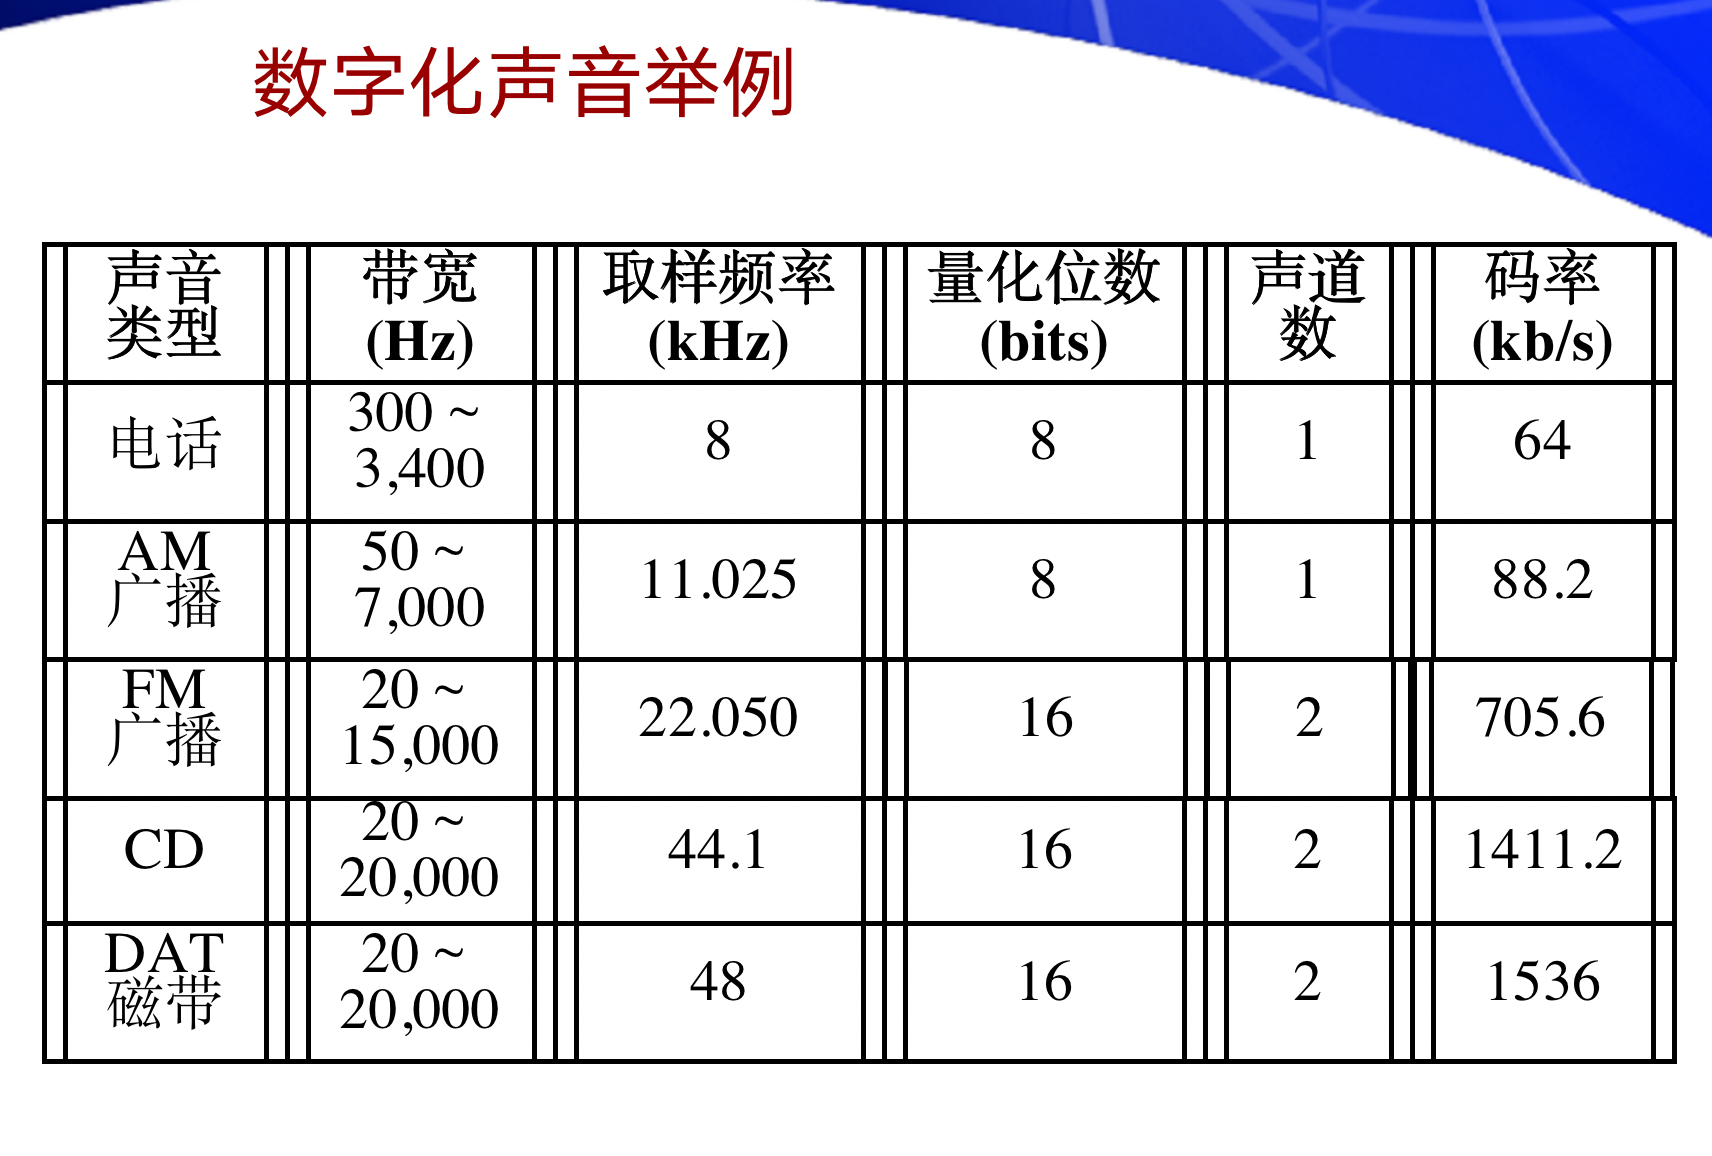 数字化声音举例
声音
类型
带宽
(Hz)
取样频率
(kHz)
量化位数
(bits)
声道
数
码率
(kb/s)
电话
300 ~
3,400
8
8
1
64
AM
广播
50 ~
7,000
11.025
8
1
88.2
FM
广播
20 ~
15,000
22.050
16
2
705.6
CD
20 ~
20,000
44.1
16
2
1411.2
DAT
磁带
20 ~
20,000
48
16
2
1536